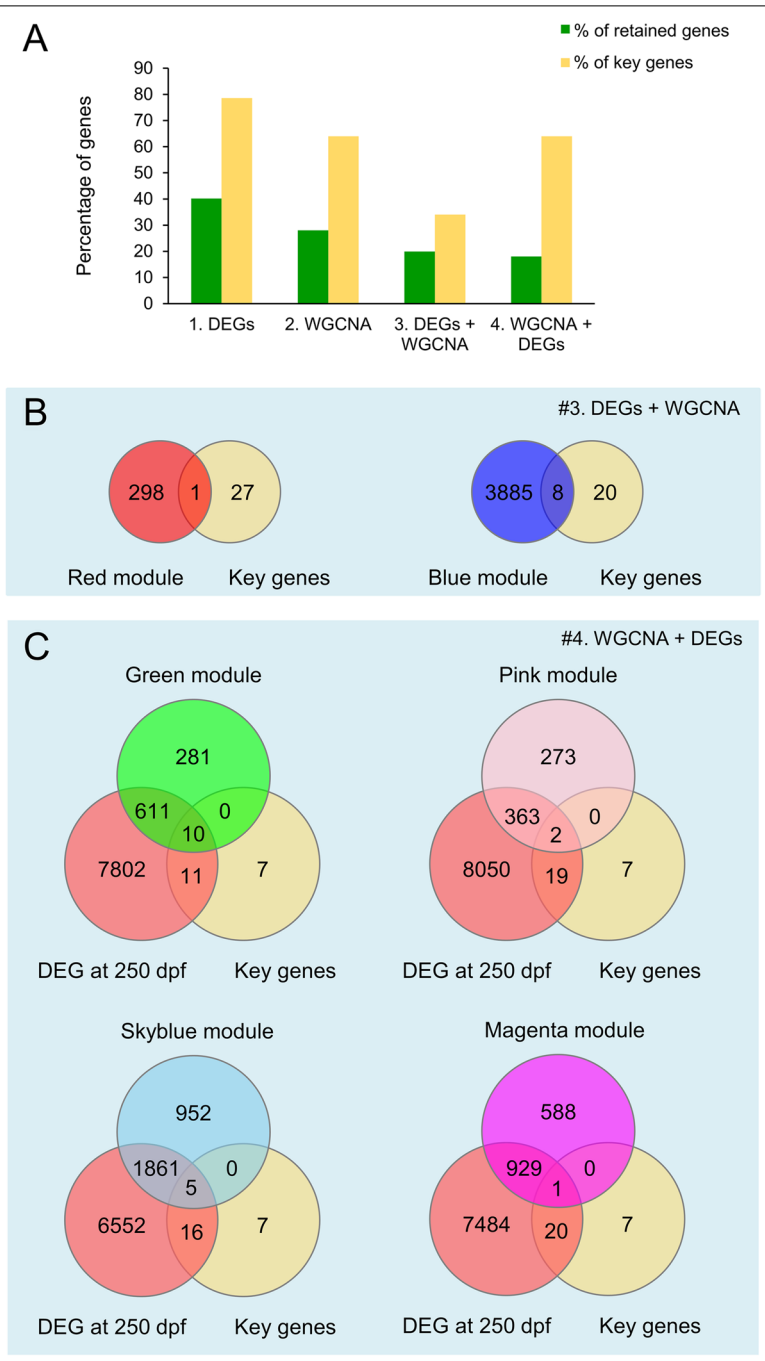 A
% of retained genes
% of key genes
Percentage of genes
90
80
70
60
50
40
30
20
10
0
1. DEGs
2. WGCNA
3. DEGs +
WGCNA
4. WGCNA +
DEGs
B
#3. DEGs + WGCNA
298 1 27
Red module Key genes
3885 8 20
Blue module Key genes
C
#4. WGCNA + DEGs
Green module
281
611 0
10
7802 11 7
DEG at 250 dpf Key genes
Pink module
273
363 0
2
8050 19 7
DEG at 250 dpf Key genes
Skyblue module
952
1861 0
5
6552 16 7
DEG at 250 dpf Key genes
Magenta module
588
929 0
1
7484 20 7
DEG at 250 dpf Key genes